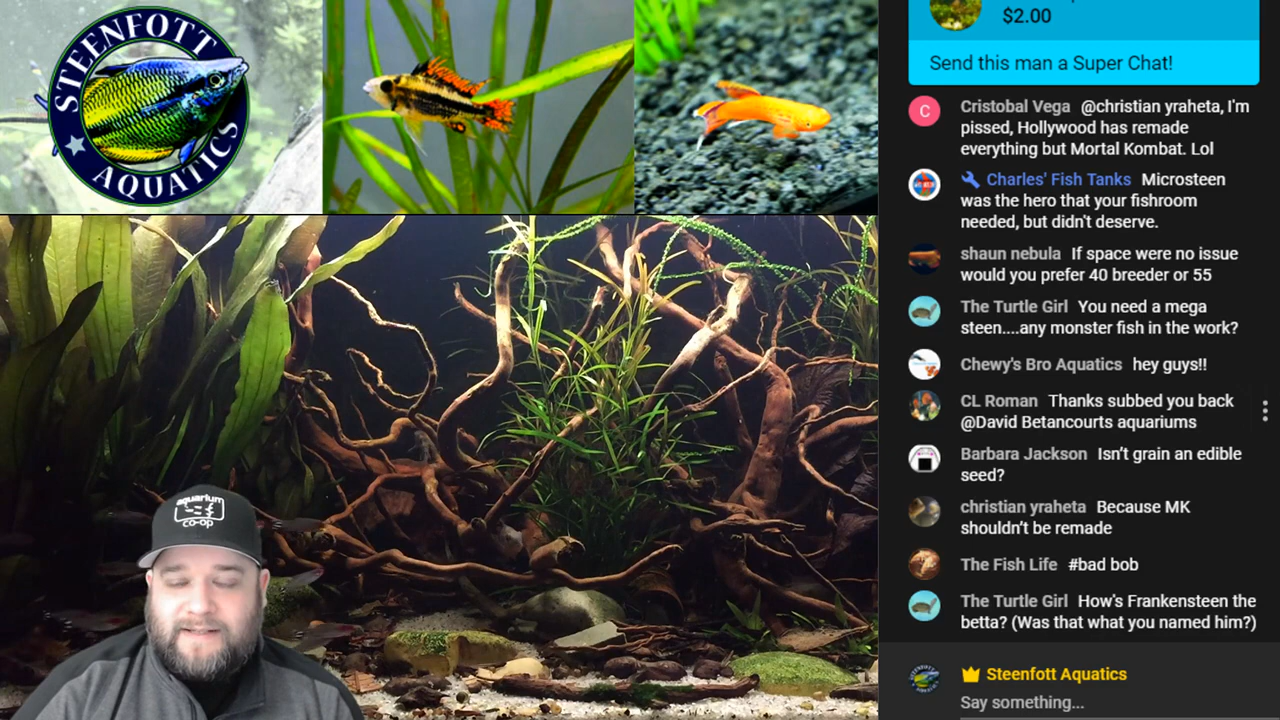 STEENFOTT
AQUATICS
aquarium
co-op
$2.00
Send this man a Super Chat!
C
Cristobal Vega @christian yraheta, I'm
pissed, Hollywood has remade
everything but Mortal Kombat. Lol
Charles' Fish Tanks Microsteen
was the hero that your fishroom
needed, but didn't deserve.
shaun nebula If space were no issue
would you prefer 40 breeder or 55
The Turtle Girl You need a mega
steen....any monster fish in the work?
Chewy's Bro Aquatics hey guys!!
CL Roman Thanks subbed you back
@David Betancourts aquariums
Barbara Jackson Isn't grain an edible
seed?
christian yraheta Because MK
shouldn't be remade
The Fish Life #bad bob
The Turtle Girl How's Frankensteen the
betta? (Was that what you named him?)
Steenfott Aquatics
Say something...